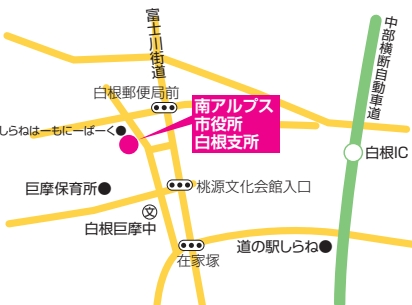 富士川街道
中部横断自動車道
白根郵便局前
南アルプス
市役所
白根支所
しらねはーもにーぱーく
白根IC
巨摩保育所
桃源文化会館入口
文
白根巨摩中
道の駅しらね
在家塚